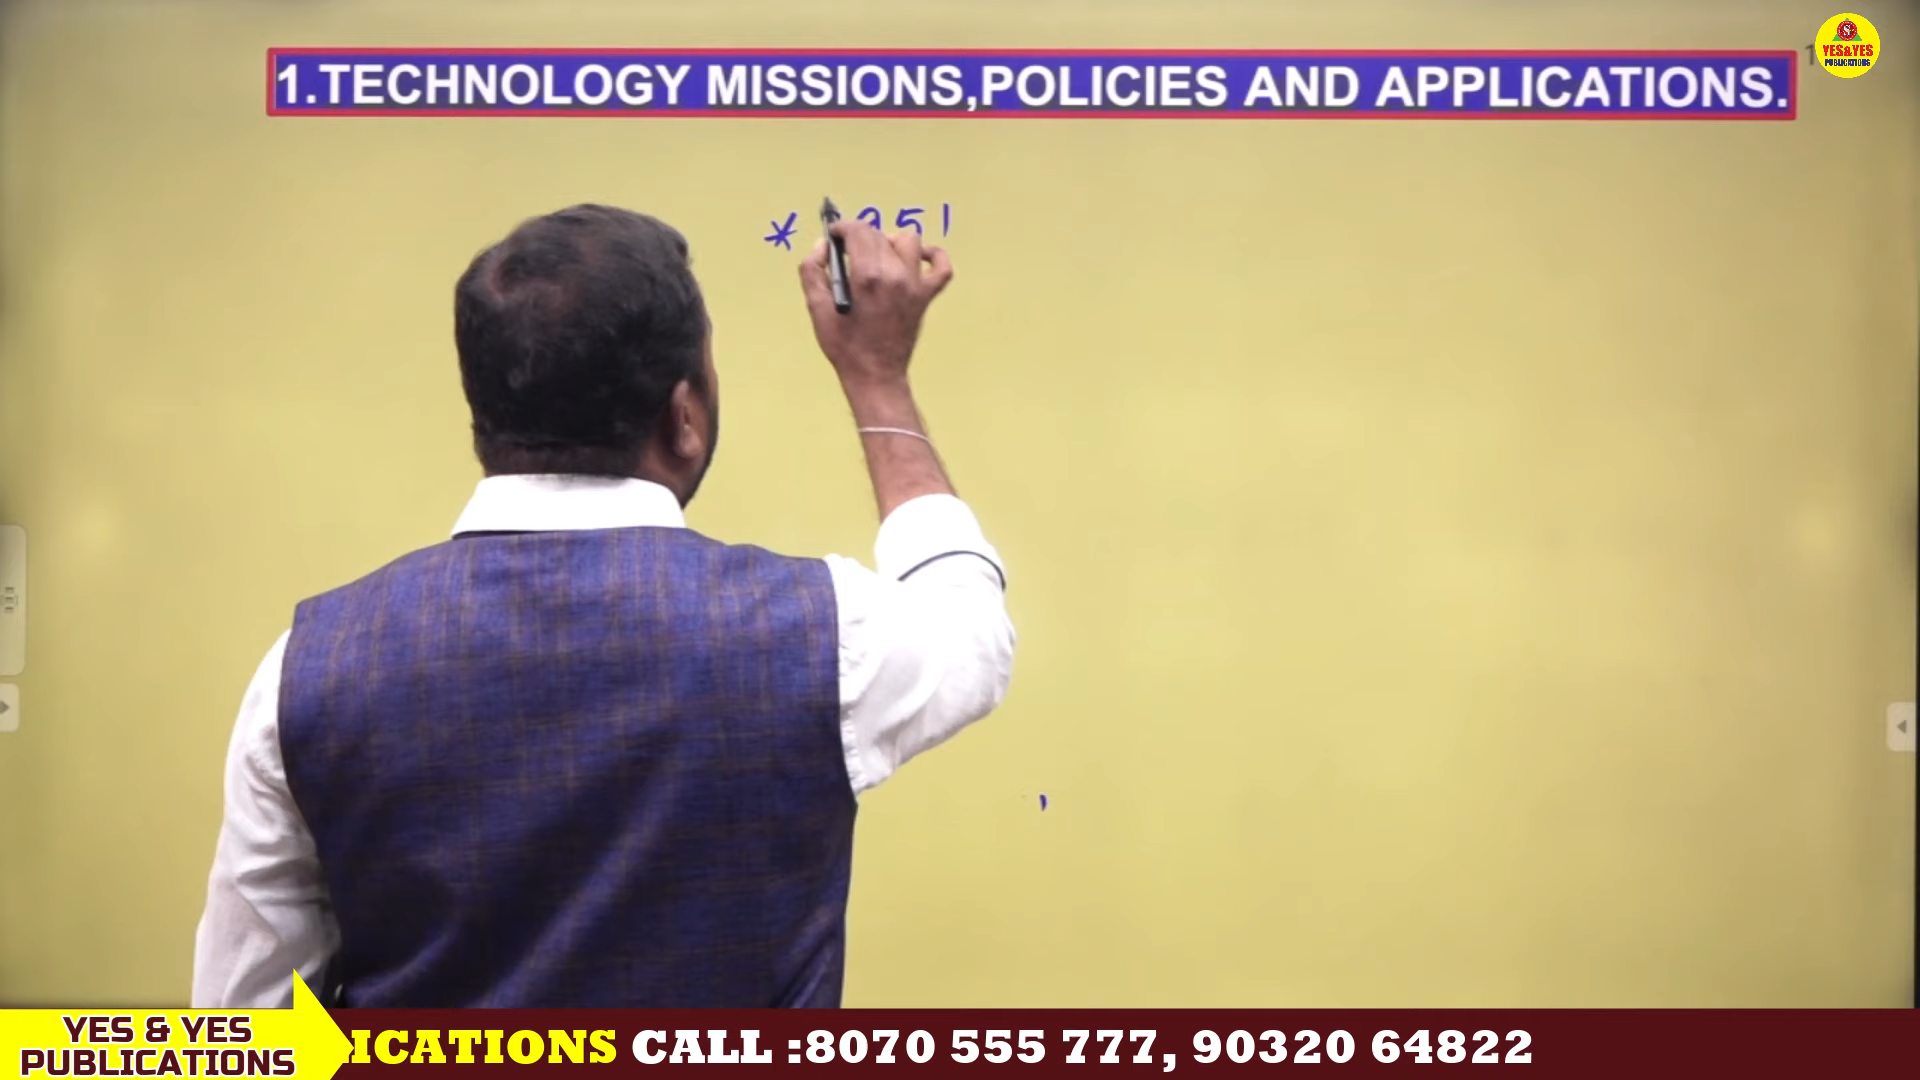 1.TECHNOLOGY MISSIONS,POLICIES AND APPLICATIONS.
YES&YES
PUBLICATIONS
* 951
YES & YES
PUBLICATIONS
ICATIONS CALL :8070 555 777, 90320 64822